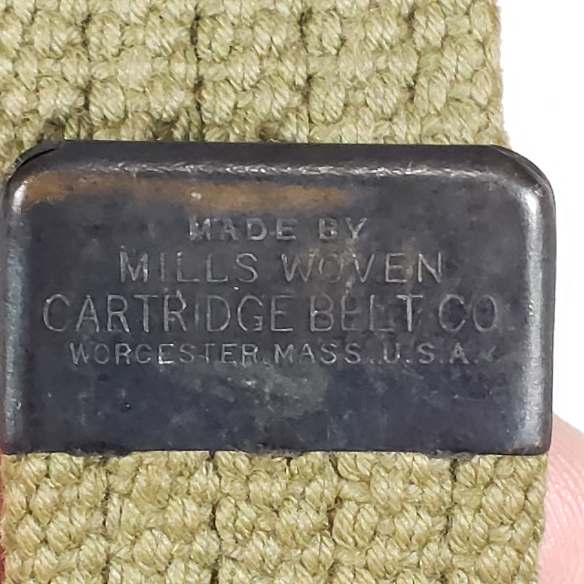 MADE BY
MILLS WOVEN
CARTRIDGE BELT CO.
WORCESTER, MASS. U.S.A.